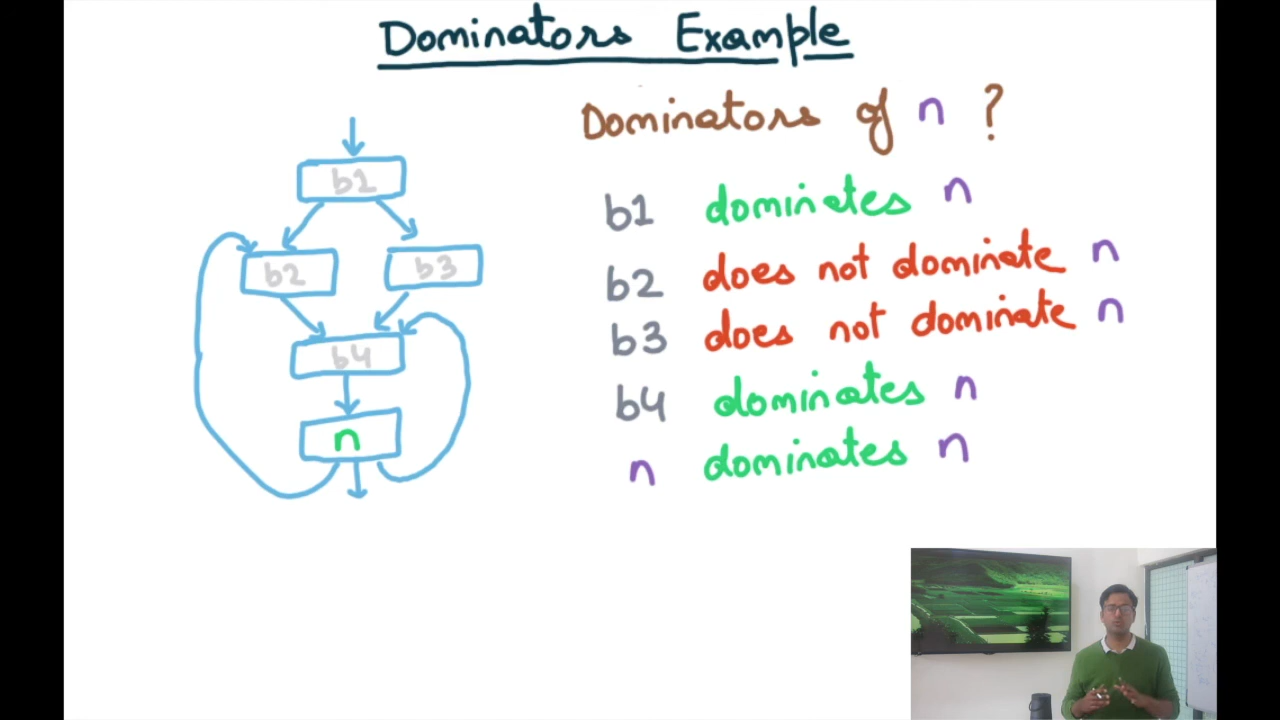 Dominators Example
Dominators of n ?
b1
b2
b3
b4
n
b1 dominates n
b2 does not dominate n
b3 does not dominate n
b4 dominates n
n dominates n